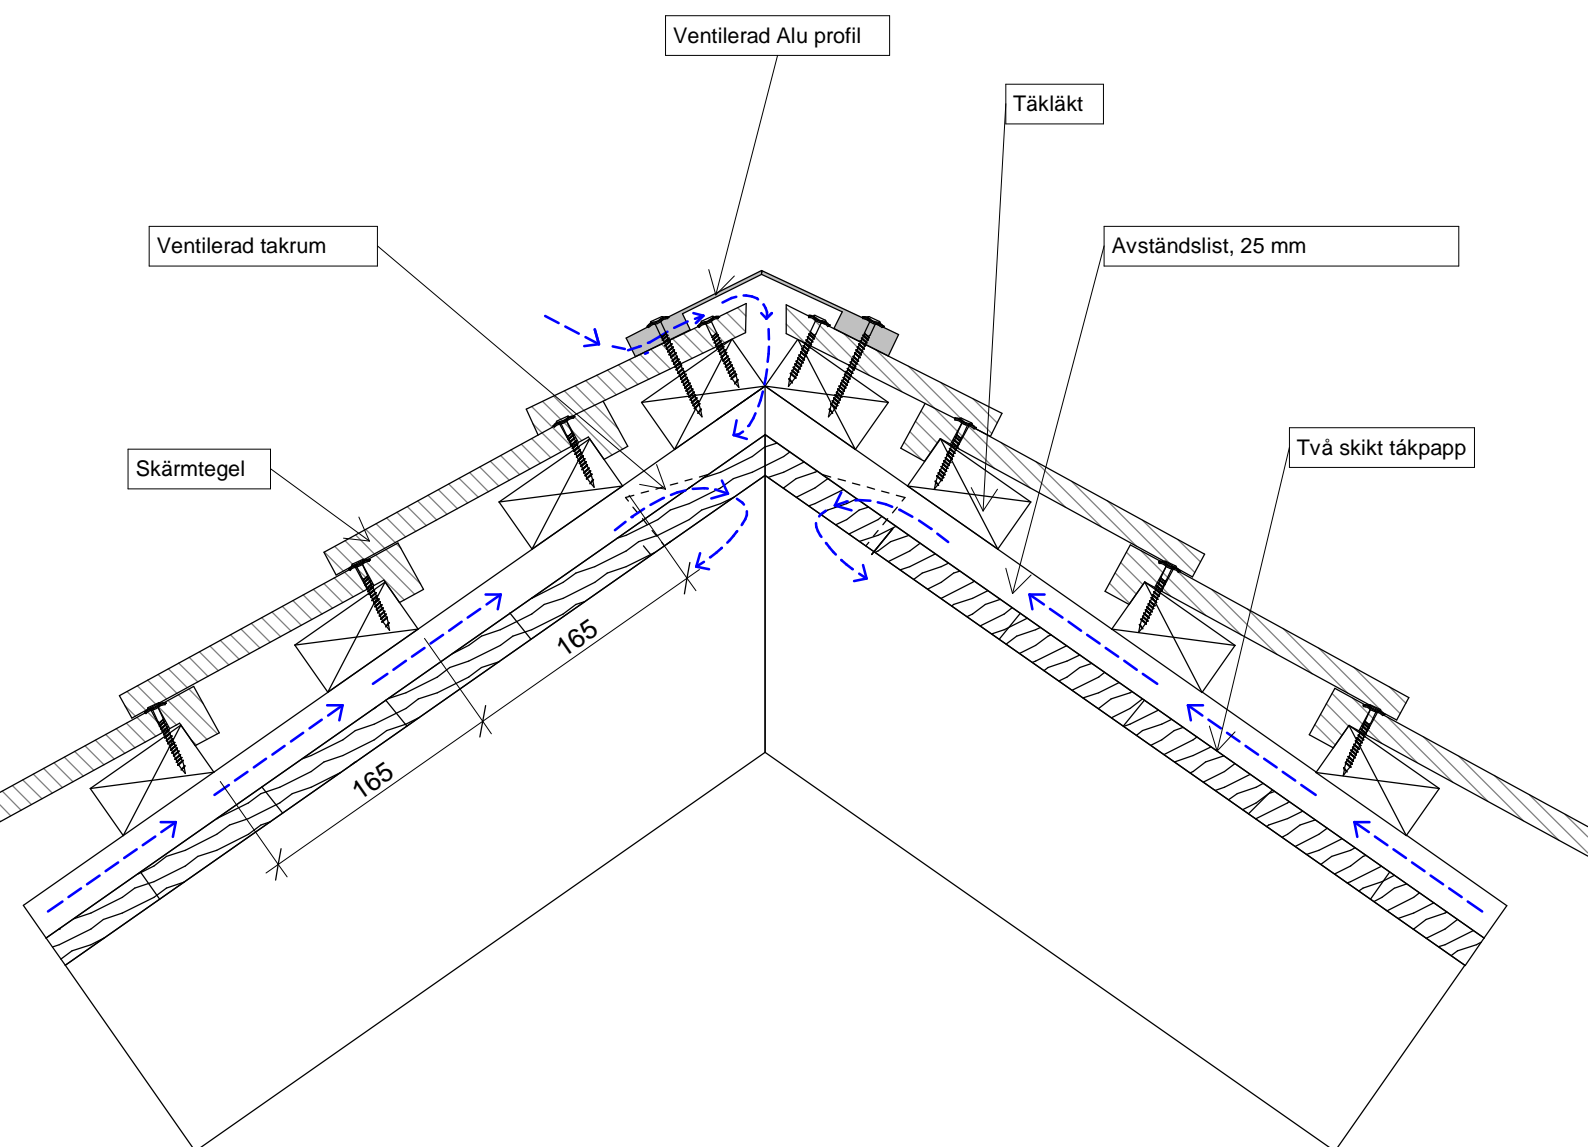 Ventilerad Alu profil
Täkläkt
Ventilerad takrum
Avständslist, 25 mm
Två skikt tákpapp
Skärmtegel
165
165